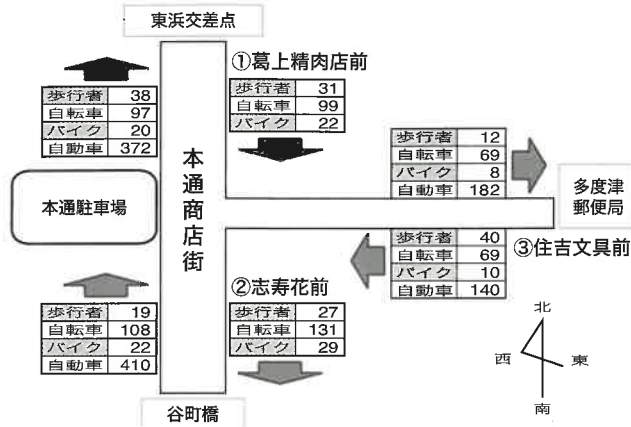 東浜交差点
①葛上精肉店前
歩行者 38
自転車 97
バイク 20
自動車 372
歩行者 31
自転車 99
バイク 22
歩行者 12
自転車 69
バイク 8
自動車 182
本通駐車場
本通商店街
多度津
郵便局
歩行者 40
自転車 69
バイク 10
自動車 140
③住吉文具前
②志寿花前
歩行者 19
自転車 108
バイク 22
自動車 410
歩行者 27
自転車 131
バイク 29
北
西
東
南
谷町橋